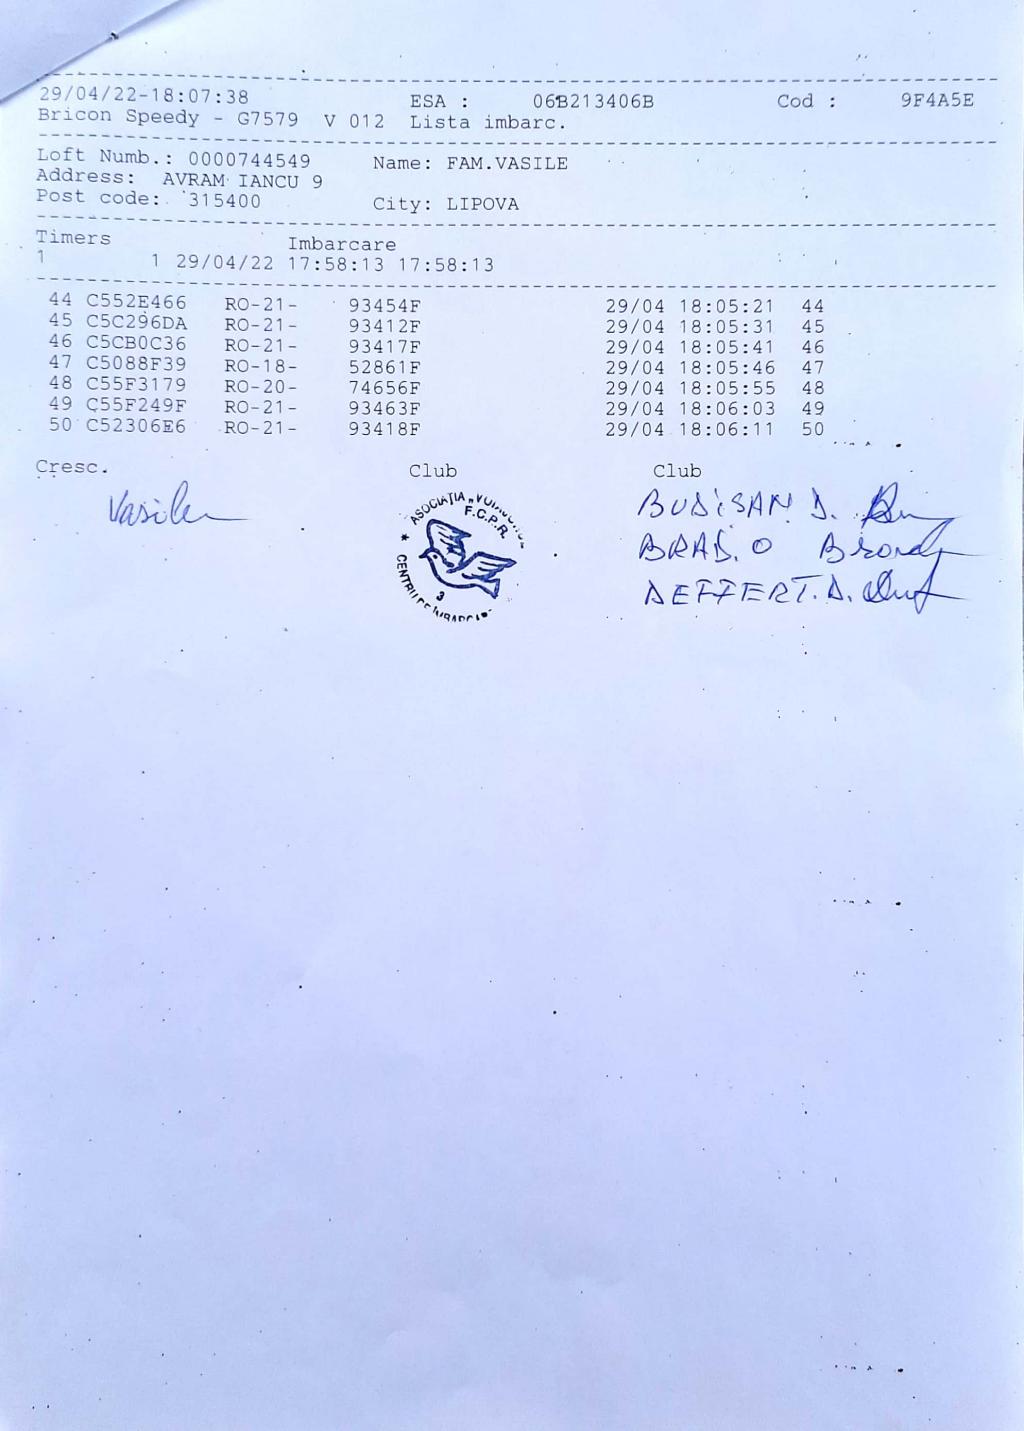 29/04/22-18:07:38 ESA : 06B213406B Cod : 9F4A5E
Bricon Speedy - G7579 V 012 Lista imbarc.
Loft Numb.: 0000744549 Name: FAM.VASILE
Address: AVRAM IANCU 9
Post code: 315400 City: LIPOVA
Timers Imbarcare
1 1 29/04/22 17:58:13 17:58:13
44 C552E466 RO-21- 93454F 29/04 18:05:21 44
45 C5C296DA RO-21- 93412F 29/04 18:05:31 45
46 C5CB0C36 RO-21- 93417F 29/04 18:05:41 46
47 C5088F39 RO-18- 52861F 29/04 18:05:46 47
48 C55F3179 RO-20- 74656F 29/04 18:05:55 48
49 C55F249F RO-21- 93463F 29/04 18:06:03 49
50 C52306E6 RO-21- 93418F 29/04 18:06:11 50
Cresc. Club Club
Vasile
ASOCIAȚIA
F.C.P.R.
3
BUDIȘAN D.
BRAD.O
DEFFERT.D.